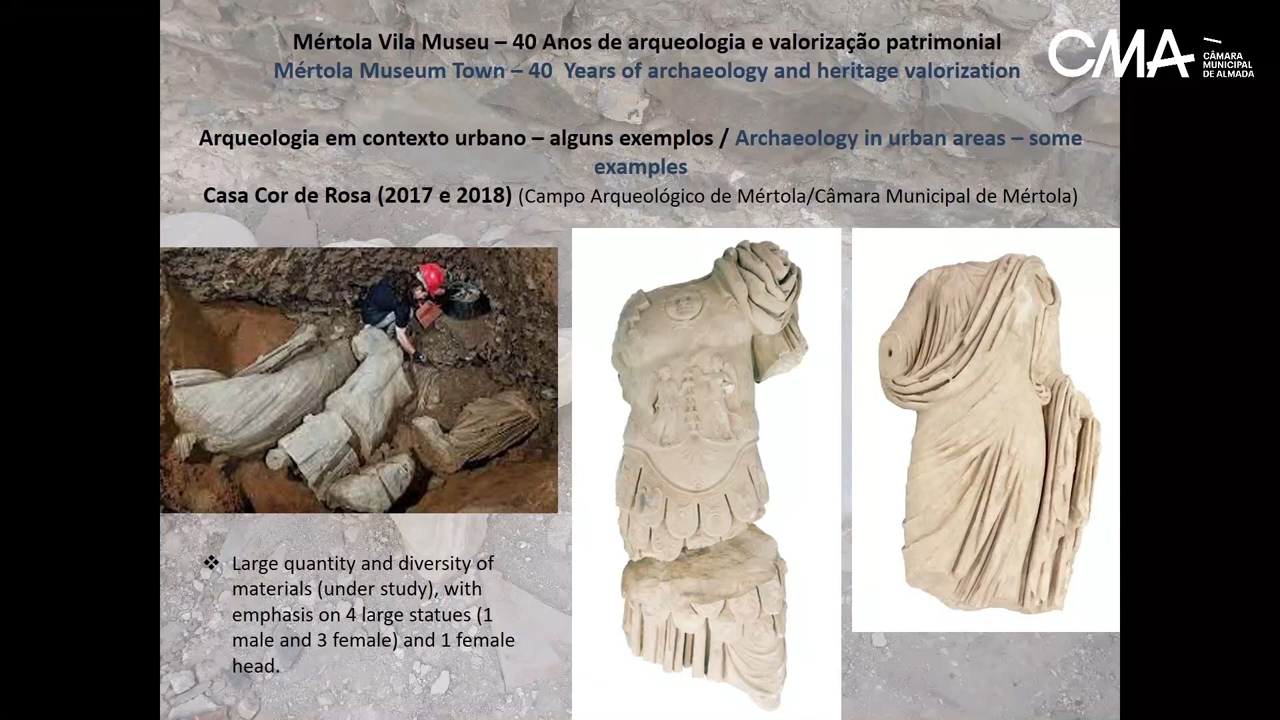 Mértola Vila Museu – 40 Anos de arqueologia e valorização patrimonial
Mértola Museum Town – 40 Years of archaeology and heritage valorization
CMA
CÂMARA
MUNICIPAL
DE ALMADA
Arqueologia em contexto urbano – alguns exemplos / Archaeology in urban areas – some
examples
Casa Cor de Rosa (2017 e 2018) (Campo Arqueológico de Mértola/Câmara Municipal de Mértola)
❖ Large quantity and diversity of
materials (under study), with
emphasis on 4 large statues (1
male and 3 female) and 1 female
head.